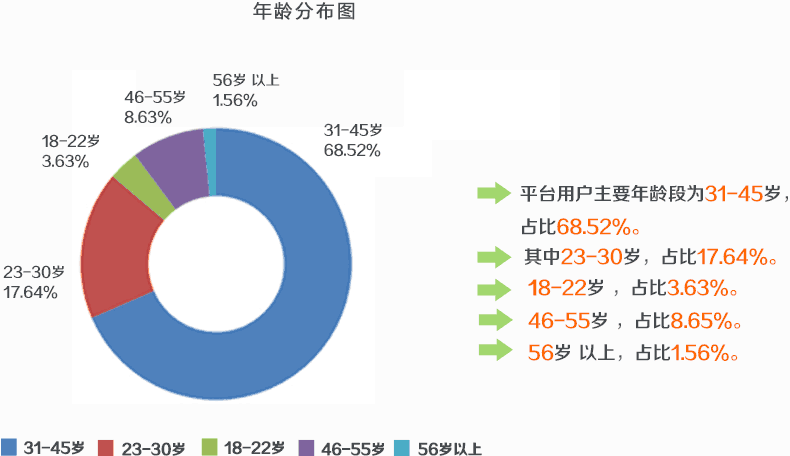 年龄分布图
56岁 以上
1.56%
46-55岁
8.63%
31-45岁
68.52%
18-22岁
3.63%
23-30岁
17.64%
平台用户主要年龄段为31-45岁，
占比68.52%。
其中23-30岁，占比17.64%。
18-22岁 ，占比3.63%。
46-55岁 ，占比8.65%。
56岁 以上，占比1.56%。
31-45岁 23-30岁 18-22岁 46-55岁 56岁以上